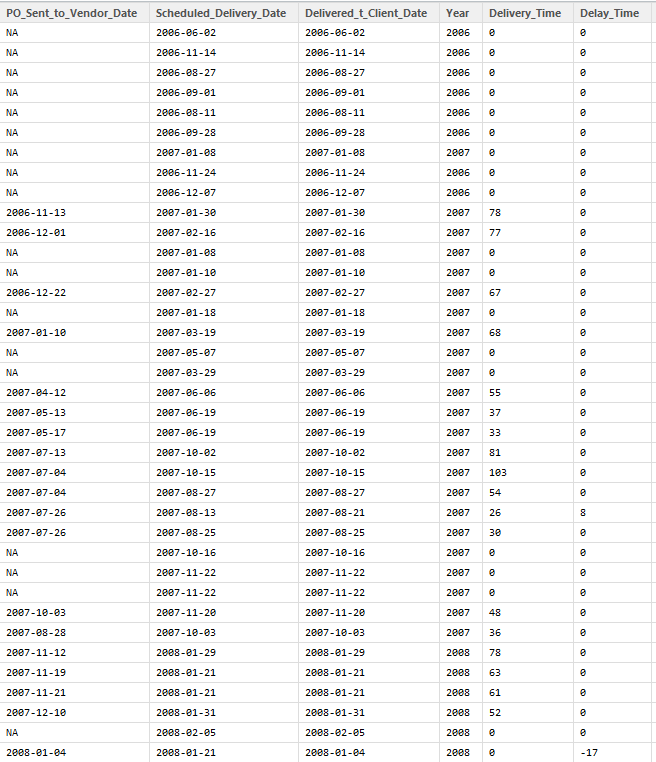 PO_Sent_to_Vendor_Date Scheduled_Delivery_Date Delivered_t_Client_Date Year Delivery_Time Delay_Time
NA 2006-06-02 2006-06-02 2006 0 0
NA 2006-11-14 2006-11-14 2006 0 0
NA 2006-08-27 2006-08-27 2006 0 0
NA 2006-09-01 2006-09-01 2006 0 0
NA 2006-08-11 2006-08-11 2006 0 0
NA 2006-09-28 2006-09-28 2006 0 0
NA 2007-01-08 2007-01-08 2007 0 0
NA 2006-11-24 2006-11-24 2006 0 0
NA 2006-12-07 2006-12-07 2006 0 0
2006-11-13 2007-01-30 2007-01-30 2007 78 0
2006-12-01 2007-02-16 2007-02-16 2007 77 0
NA 2007-01-08 2007-01-08 2007 0 0
NA 2007-01-10 2007-01-10 2007 0 0
2006-12-22 2007-02-27 2007-02-27 2007 67 0
NA 2007-01-18 2007-01-18 2007 0 0
2007-01-10 2007-03-19 2007-03-19 2007 68 0
NA 2007-05-07 2007-05-07 2007 0 0
NA 2007-03-29 2007-03-29 2007 0 0
2007-04-12 2007-06-06 2007-06-06 2007 55 0
2007-05-13 2007-06-19 2007-06-19 2007 37 0
2007-05-17 2007-06-19 2007-06-19 2007 33 0
2007-07-13 2007-10-02 2007-10-02 2007 81 0
2007-07-04 2007-10-15 2007-10-15 2007 103 0
2007-07-04 2007-08-27 2007-08-27 2007 54 0
2007-07-26 2007-08-13 2007-08-21 2007 26 8
2007-07-26 2007-08-25 2007-08-25 2007 30 0
NA 2007-10-16 2007-10-16 2007 0 0
NA 2007-11-22 2007-11-22 2007 0 0
NA 2007-11-22 2007-11-22 2007 0 0
2007-10-03 2007-11-20 2007-11-20 2007 48 0
2007-08-28 2007-10-03 2007-10-03 2007 36 0
2007-11-12 2008-01-29 2008-01-29 2008 78 0
2007-11-19 2008-01-21 2008-01-21 2008 63 0
2007-11-21 2008-01-21 2008-01-21 2008 61 0
2007-12-10 2008-01-31 2008-01-31 2008 52 0
NA 2008-02-05 2008-02-05 2008 0 0
2008-01-04 2008-01-21 2008-01-04 2008 0 -17